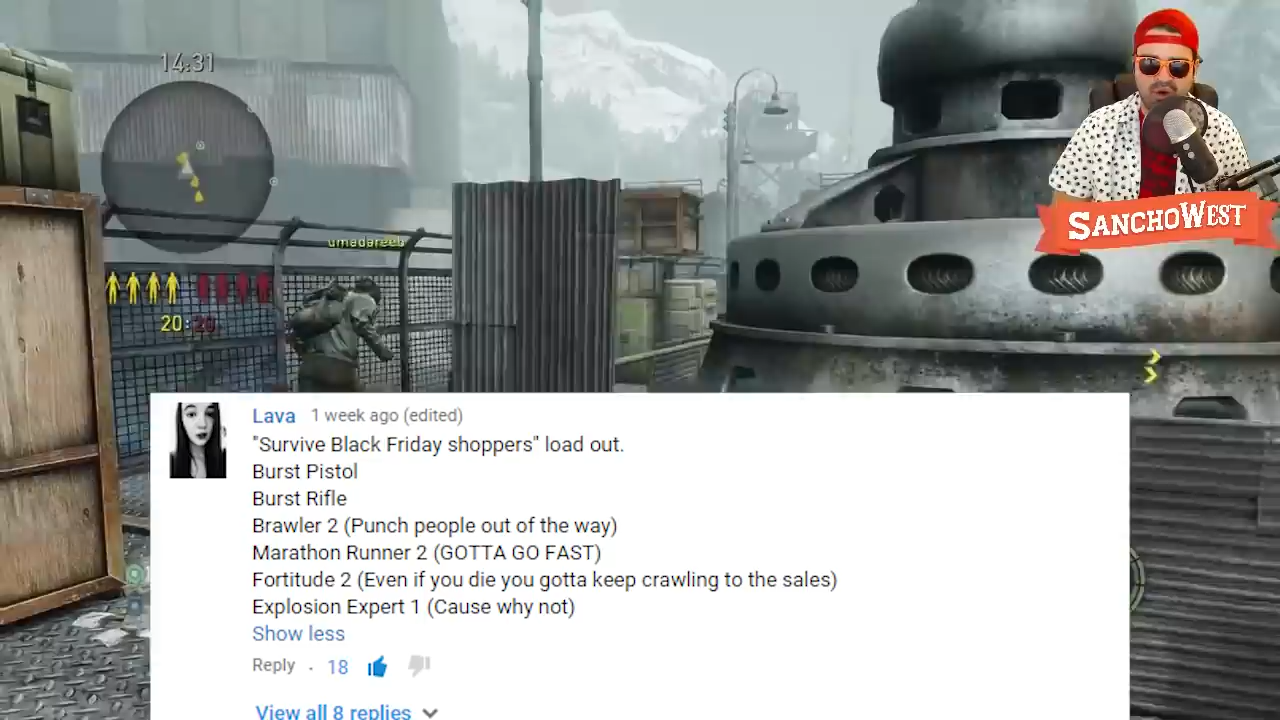 14:31
umadareeb
SANCHOWEST
20:20
Lava 1 week ago (edited)
"Survive Black Friday shoppers" load out.
Burst Pistol
Burst Rifle
Brawler 2 (Punch people out of the way)
Marathon Runner 2 (GOTTA GO FAST)
Fortitude 2 (Even if you die you gotta keep crawling to the sales)
Explosion Expert 1 (Cause why not)
Show less
Reply · 18
View all 8 replies